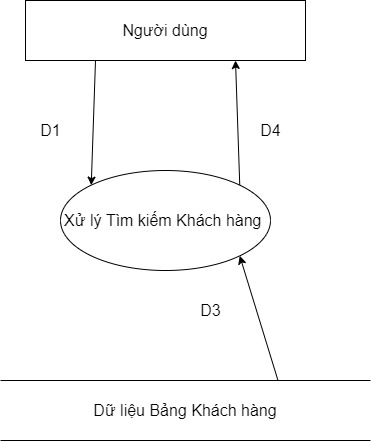 Người dùng
D1
D4
Xử lý Tìm kiếm Khách hàng
D3
Dữ liệu Bảng Khách hàng